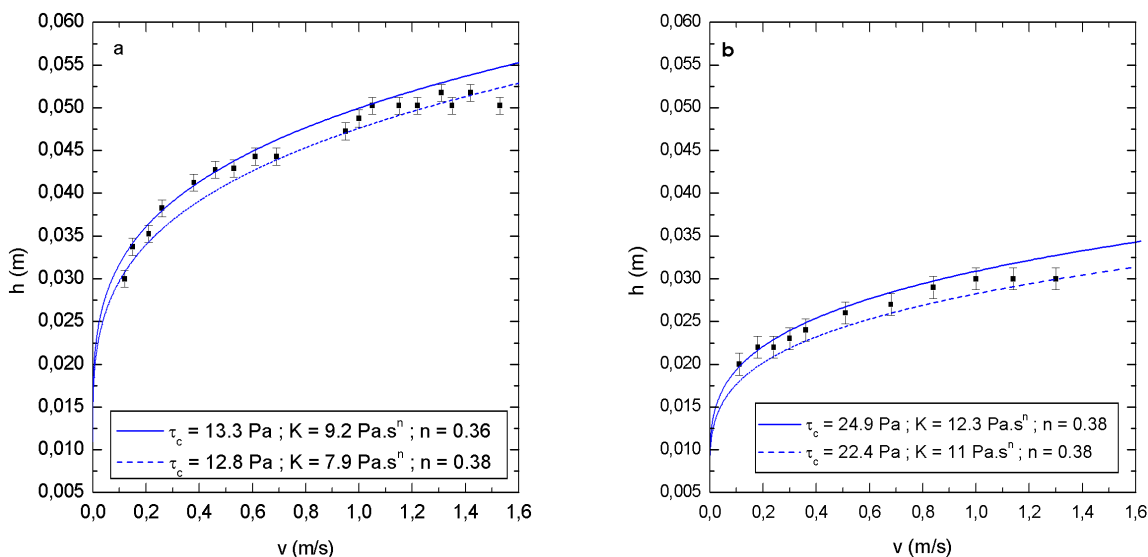 a
0,060
0,055
0,050
0,045
0,040
0,035
0,030
0,025
0,020
0,015
0,010
0,005
h (m)
τc = 13.3 Pa ; K = 9.2 Pa.sⁿ ; n = 0.36
τc = 12.8 Pa ; K = 7.9 Pa.sⁿ ; n = 0.38
0,0 0,2 0,4 0,6 0,8 1,0 1,2 1,4 1,6
v (m/s)
b
0,060
0,055
0,050
0,045
0,040
0,035
0,030
0,025
0,020
0,015
0,010
0,005
h (m)
τc = 24.9 Pa ; K = 12.3 Pa.sⁿ ; n = 0.38
τc = 22.4 Pa ; K = 11 Pa.sⁿ ; n = 0.38
0,0 0,2 0,4 0,6 0,8 1,0 1,2 1,4 1,6
v (m/s)